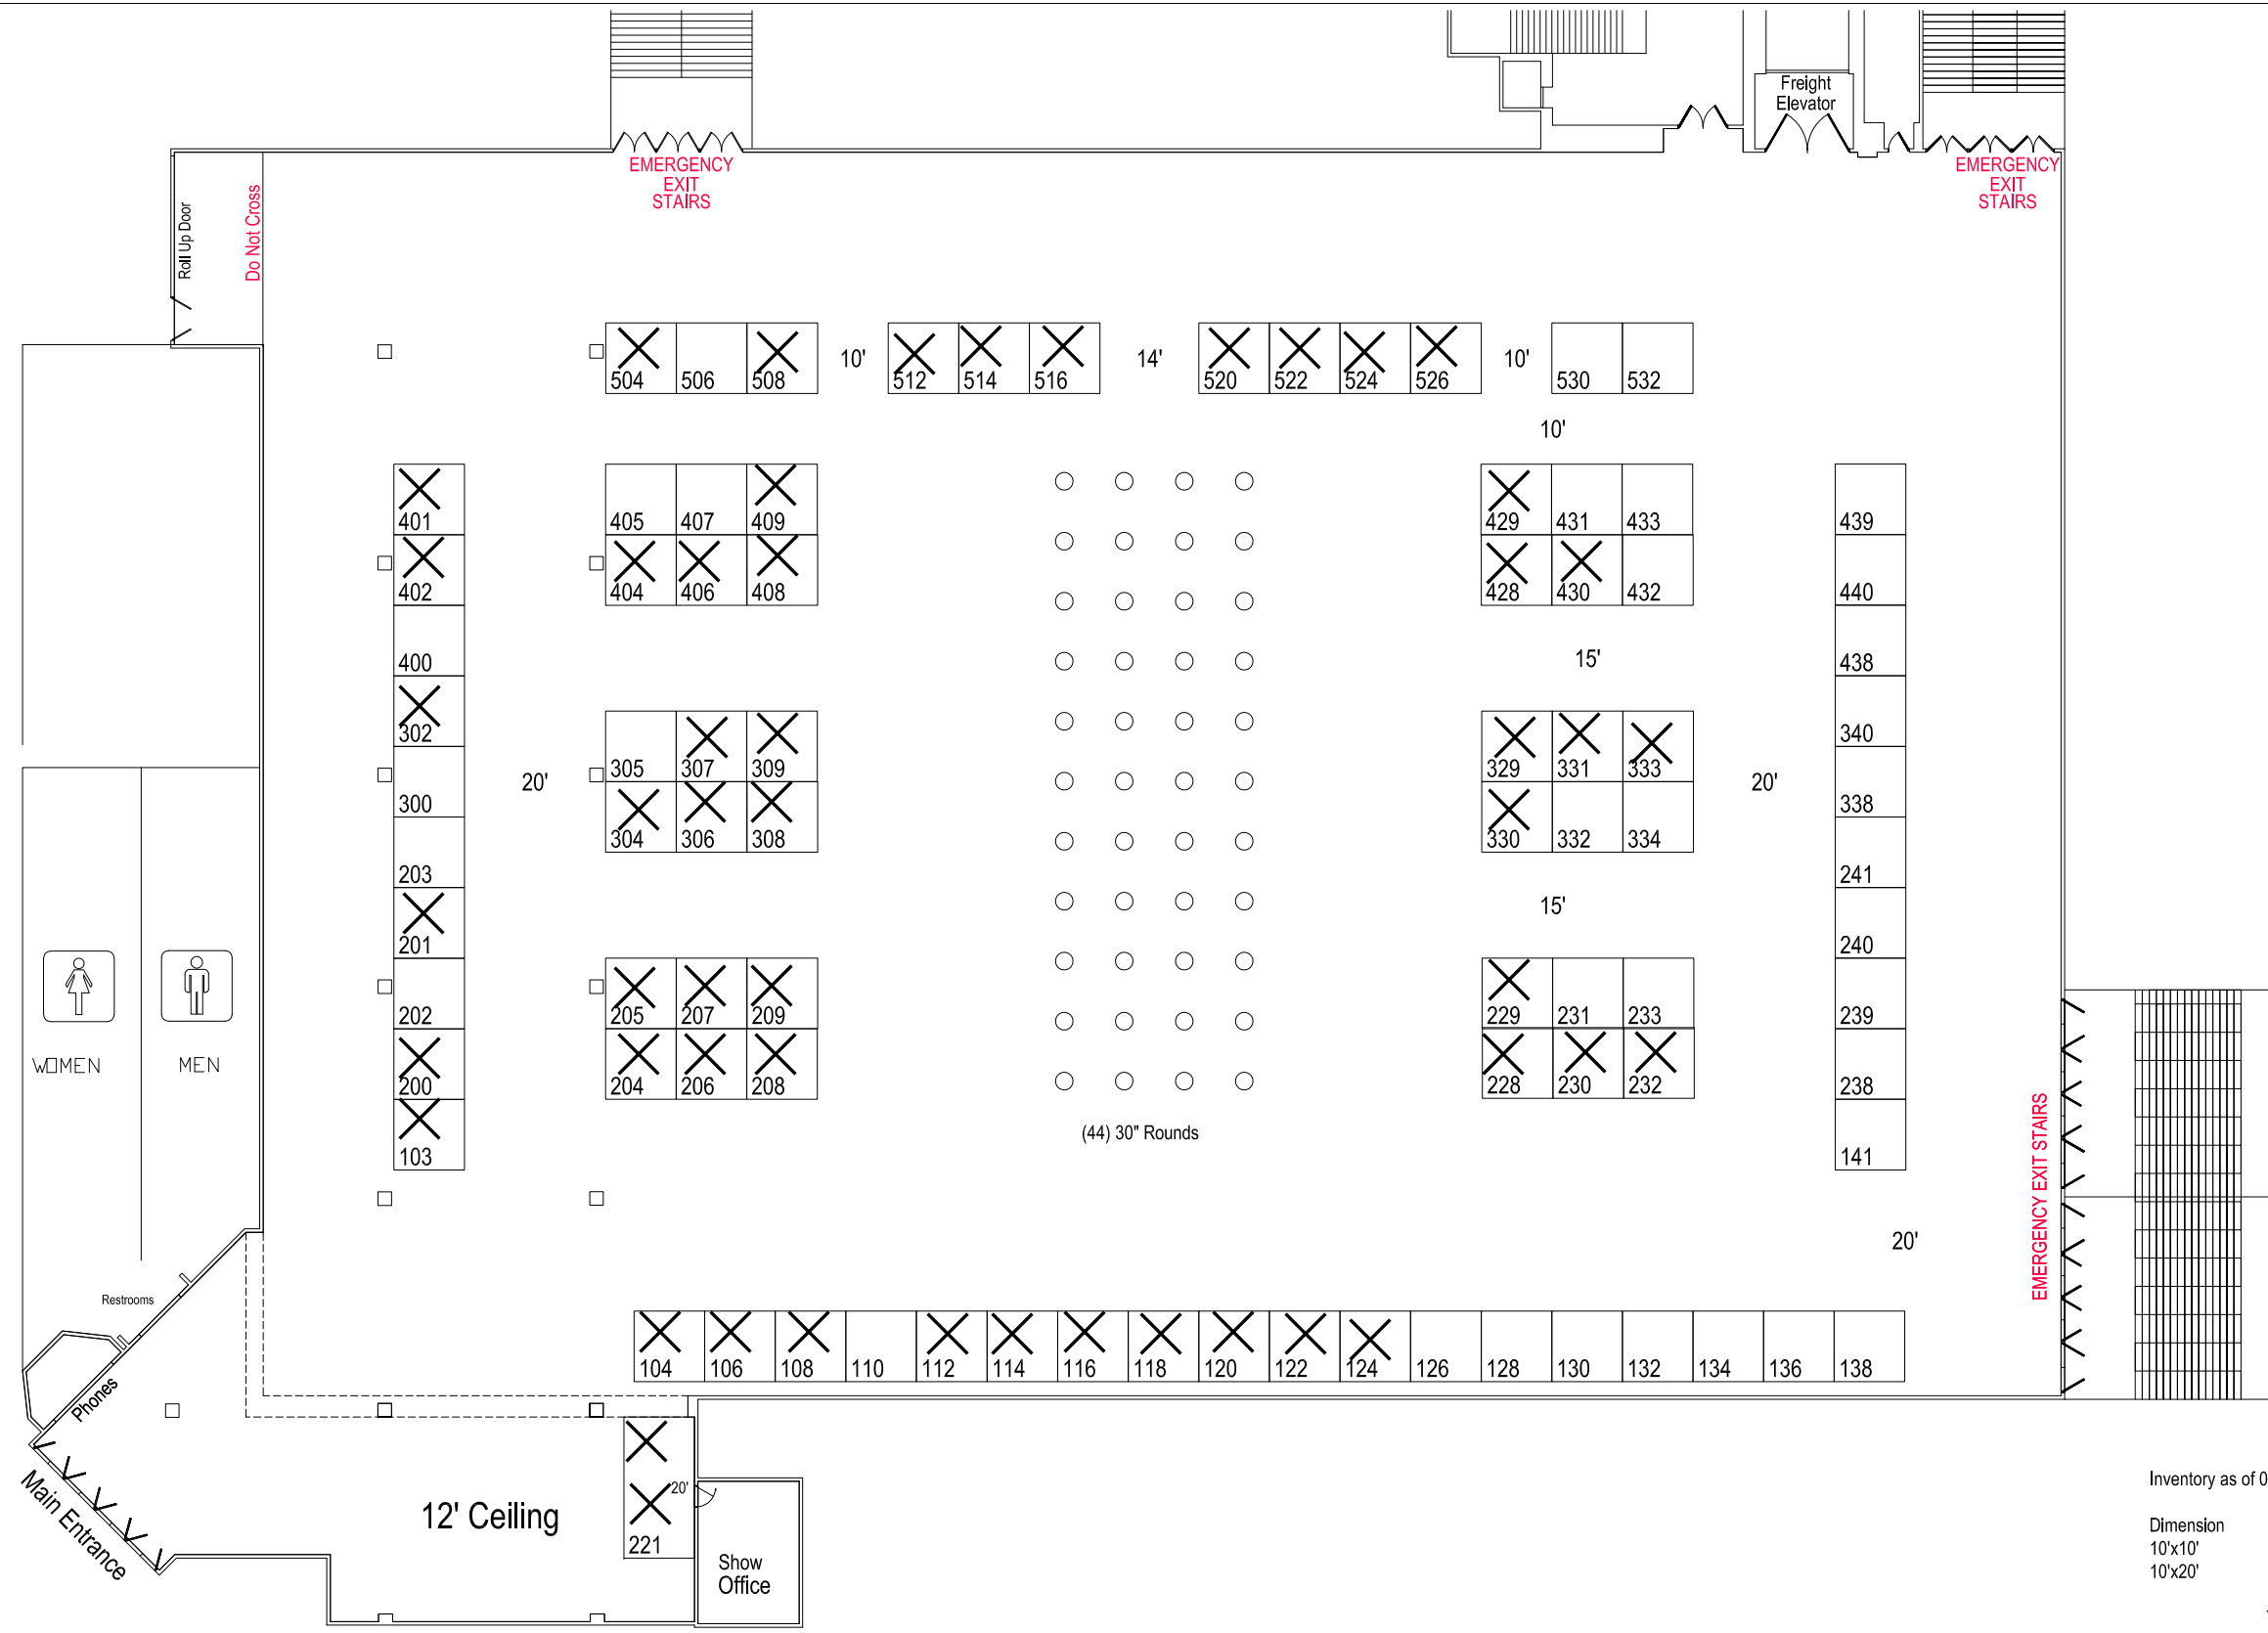 Freight
Elevator
EMERGENCY
EXIT
STAIRS
EMERGENCY
EXIT
STAIRS
Roll Up Door
Do Not Cross
504 506 508 10' 512 514 516 14' 520 522 524 526 10' 530 532
10'
401 405 407 409 429 431 433 439
402 404 406 408 428 430 432 440
400 15' 438
302 305 307 309 329 331 333 340
20' 20'
300 304 306 308 330 332 334 338
203 241
15'
201 240
202 205 207 209 229 231 233 239
WOMEN MEN
200 204 206 208 228 230 232 238
(44) 30" Rounds
103 141
EMERGENCY EXIT STAIRS
20'
Restrooms
104 106 108 110 112 114 116 118 120 122 124 126 128 130 132 134 136 138
Phones
Main Entrance
12' Ceiling
20'
221
Show
Office
Inventory as of 0
Dimension
10'x10'
10'x20'